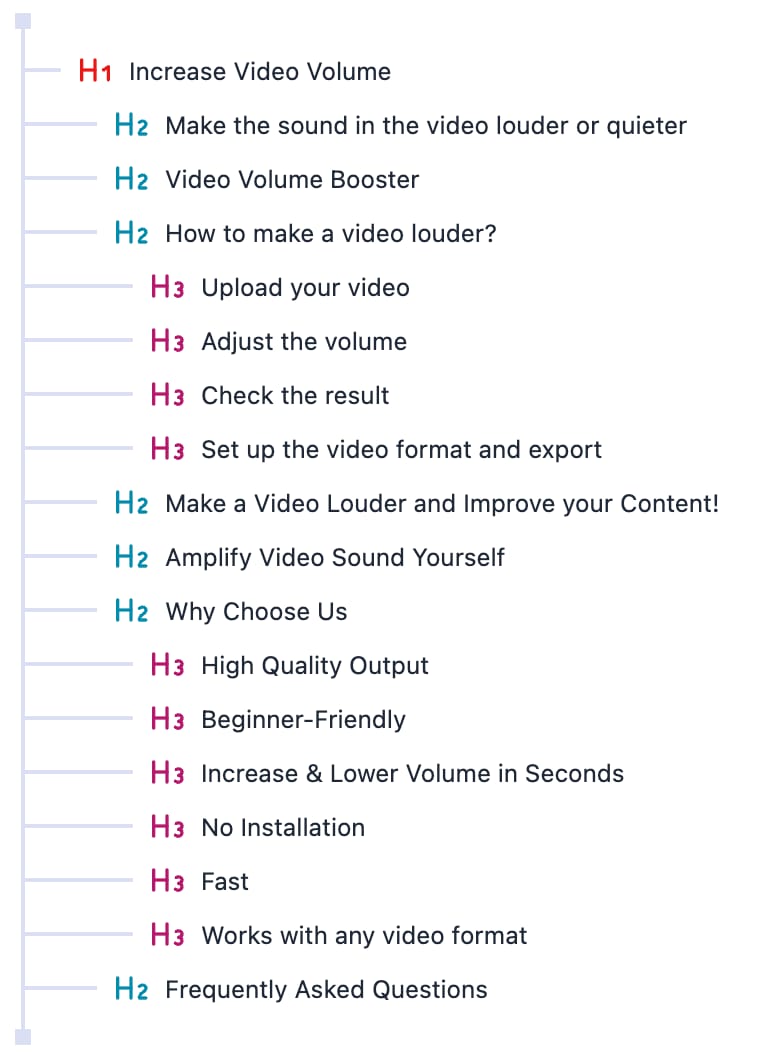 H1 Increase Video Volume
H2 Make the sound in the video louder or quieter
H2 Video Volume Booster
H2 How to make a video louder?
H3 Upload your video
H3 Adjust the volume
H3 Check the result
H3 Set up the video format and export
H2 Make a Video Louder and Improve your Content!
H2 Amplify Video Sound Yourself
H2 Why Choose Us
H3 High Quality Output
H3 Beginner-Friendly
H3 Increase & Lower Volume in Seconds
H3 No Installation
H3 Fast
H3 Works with any video format
H2 Frequently Asked Questions